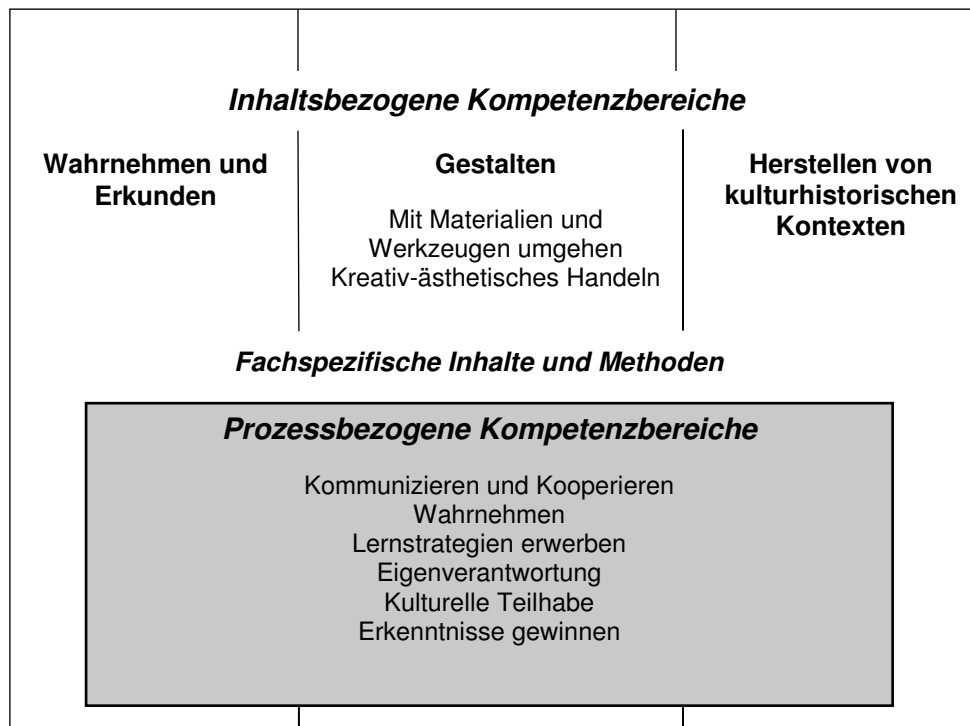 Inhaltsbezogene Kompetenzbereiche
Wahrnehmen und
Erkunden
Gestalten
Mit Materialien und
Werkzeugen umgehen
Kreativ-ästhetisches Handeln
Herstellen von
kulturhistorischen
Kontexten
Fachspezifische Inhalte und Methoden
Prozessbezogene Kompetenzbereiche
Kommunizieren und Kooperieren
Wahrnehmen
Lernstrategien erwerben
Eigenverantwortung
Kulturelle Teilhabe
Erkenntnisse gewinnen